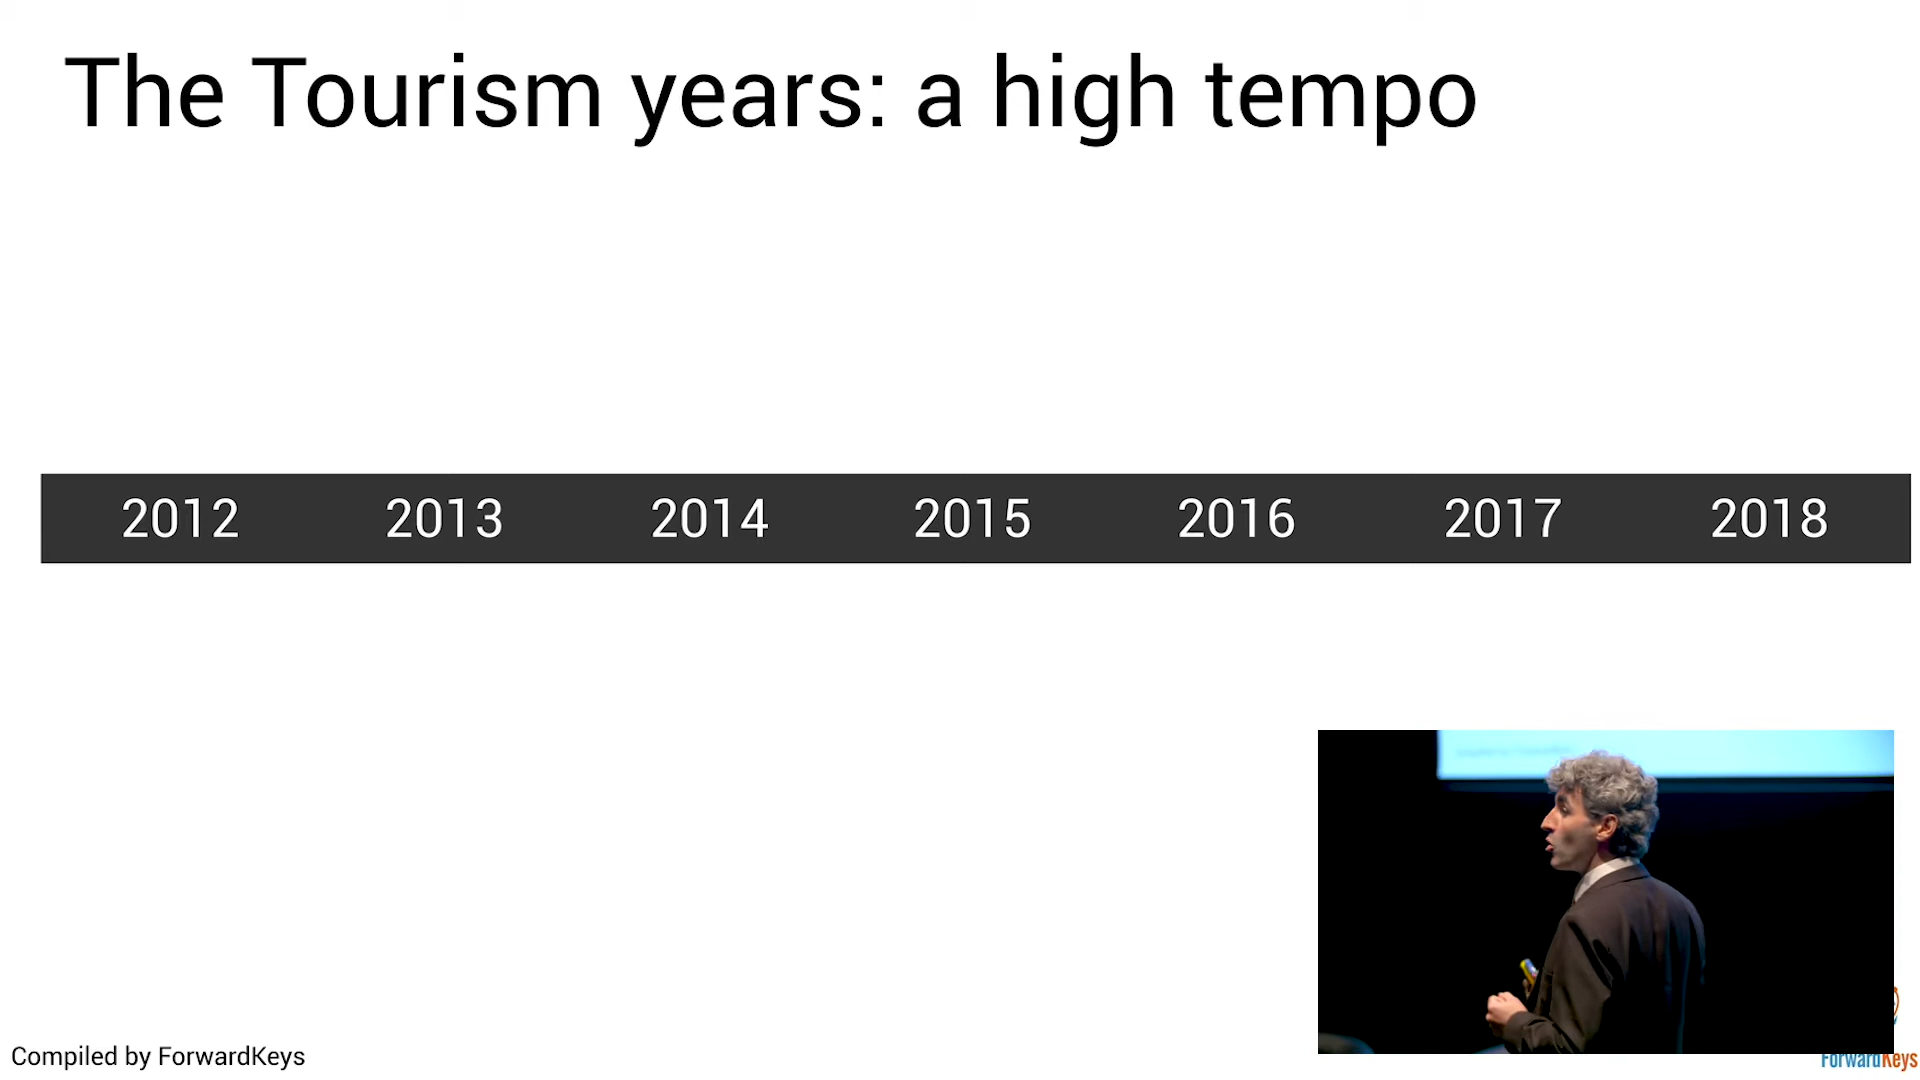 The Tourism years: a high tempo
2012 2013 2014 2015 2016 2017 2018
Compiled by ForwardKeys
ForwardKeys